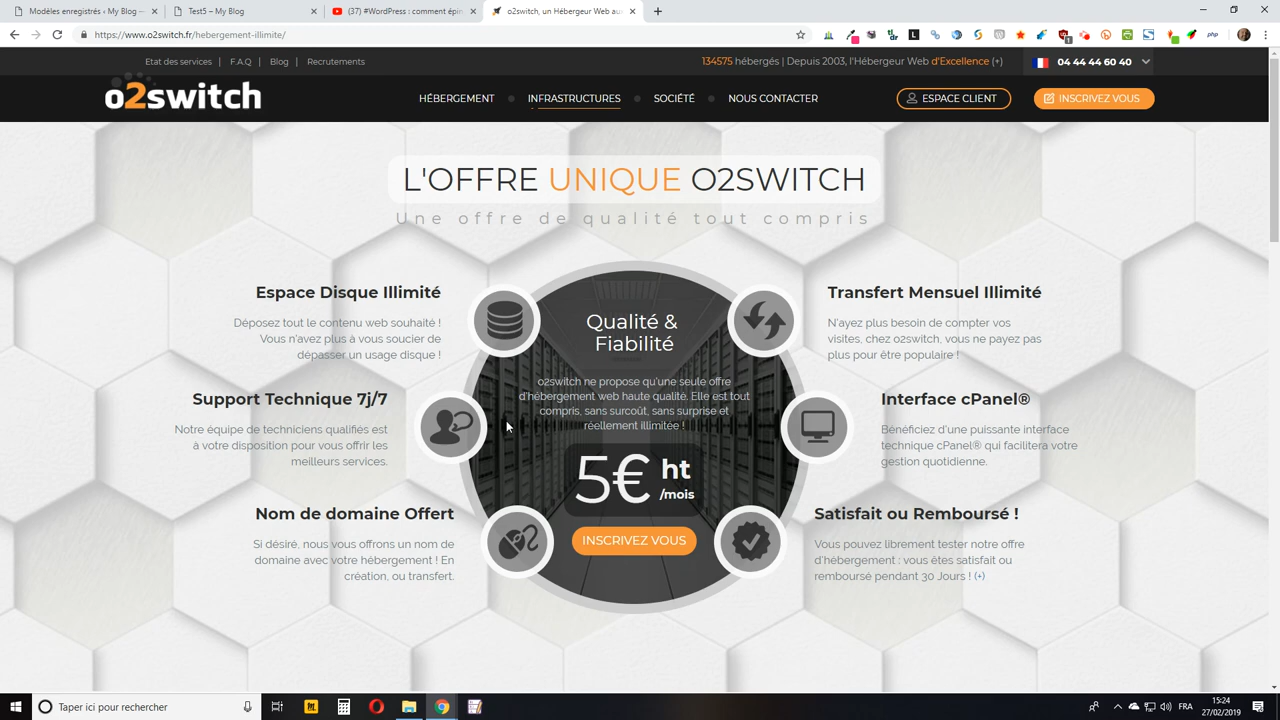 Modèles enregistrés ‹ My Blog —
Test5 – My Blog
(37) #WordPress : comment épin
o2switch, un Hébergeur Web au
https://www.o2switch.fr/hebergement-illimite/
Etat des services | F.A.Q | Blog | Recrutements
134575 hébergés | Depuis 2003, l'Hébergeur Web d'Excellence (+)
04 44 44 60 40
o2switch
HÉBERGEMENT
INFRASTRUCTURES
SOCIÉTÉ
NOUS CONTACTER
ESPACE CLIENT
INSCRIVEZ VOUS
L'OFFRE UNIQUE O2SWITCH
Une offre de qualité tout compris
Espace Disque Illimité
Déposez tout le contenu web souhaité !
Vous n'avez plus à vous soucier de
dépasser un usage disque !
Support Technique 7j/7
Notre équipe de techniciens qualifiés est
à votre disposition pour vous offrir les
meilleurs services.
Nom de domaine Offert
Si désiré, nous vous offrons un nom de
domaine avec votre hébergement ! En
création, ou transfert.
Qualité &
Fiabilité
o2switch ne propose qu'une seule offre
d'hébergement web haute qualité. Elle est tout
compris, sans surcoût, sans surprise et
réellement illimitée !
5€ ht
/mois
INSCRIVEZ VOUS
Transfert Mensuel Illimité
N'ayez plus besoin de compter vos
visites, chez o2switch, vous ne payez pas
plus pour être populaire !
Interface cPanel®
Bénéficiez d'une puissante interface
technique cPanel® qui facilitera votre
gestion quotidienne.
Satisfait ou Remboursé !
Vous pouvez librement tester notre offre
d'hébergement : vous êtes satisfait ou
remboursé pendant 30 Jours ! (+)
Taper ici pour rechercher
FRA
15:24
27/02/2019